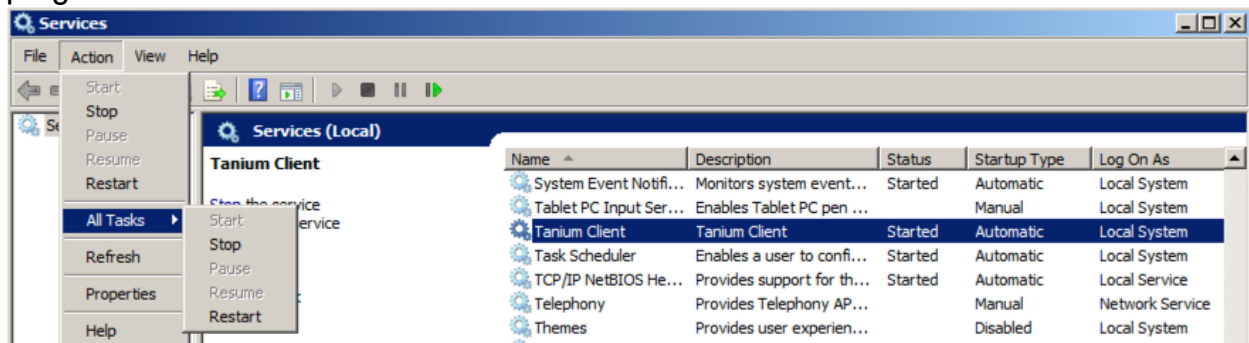 Services
File Action View Help
Start
Stop
Pause
Resume
Restart
All Tasks
Refresh
Properties
Help
Start
Stop
Pause
Resume
Restart
Services (Local)
Tanium Client
Stop the service
service
Name Description Status Startup Type Log On As
System Event Notifi... Monitors system event... Started Automatic Local System
Tablet PC Input Ser... Enables Tablet PC pen ... Manual Local System
Tanium Client Tanium Client Started Automatic Local System
Task Scheduler Enables a user to confi... Started Automatic Local System
TCP/IP NetBIOS He... Provides support for th... Started Automatic Local Service
Telephony Provides Telephony AP... Manual Network Service
Themes Provides user experien... Disabled Local System